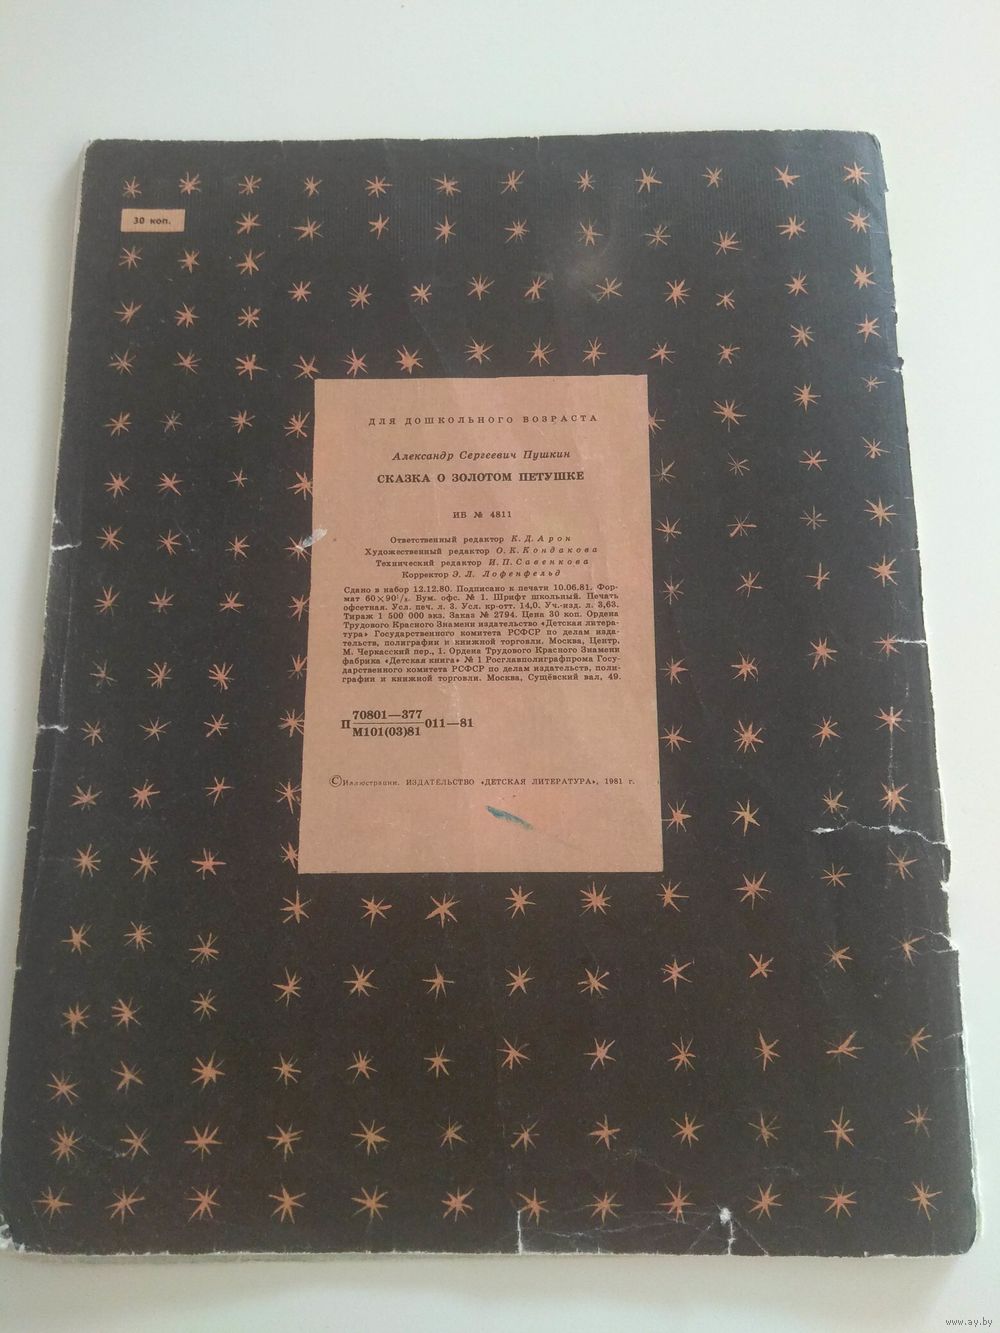 30 коп.
ДЛЯ ДОШКОЛЬНОГО ВОЗРАСТА
Александр Сергеевич Пушкин
СКАЗКА О ЗОЛОТОМ ПЕТУШКЕ
ИБ № 4811
Ответственный редактор К. Д. Арон
Художественный редактор О. К. Кондакова
Технический редактор И. П. Савенкова
Корректор Э. Л. Лофенфельд
Сдано в набор 12.12.80. Подписано к печати 10.06.81. Фор-
мат 60×90¹/₈. Бум. офс. № 1. Шрифт школьный. Печать
офсетная. Усл. печ. л. 3. Усл. кр-отт. 14,0. Уч.-изд. л. 3,63.
Тираж 1 500 000 экз. Заказ № 2794. Цена 30 коп. Ордена
Трудового Красного Знамени издательство «Детская литера-
тура» Государственного комитета РСФСР по делам изда-
тельств, полиграфии и книжной торговли. Москва, Центр,
М. Черкасский пер., 1. Ордена Трудового Красного Знамени
фабрика «Детская книга» № 1 Росглавполиграфпрома Госу-
дарственного комитета РСФСР по делам издательств, поли-
графии и книжной торговли. Москва, Сущёвский вал, 49.
70801—377
П 011—81
М101(03)81
© Иллюстрации. ИЗДАТЕЛЬСТВО «ДЕТСКАЯ ЛИТЕРАТУРА», 1981 г.
www.ay.by